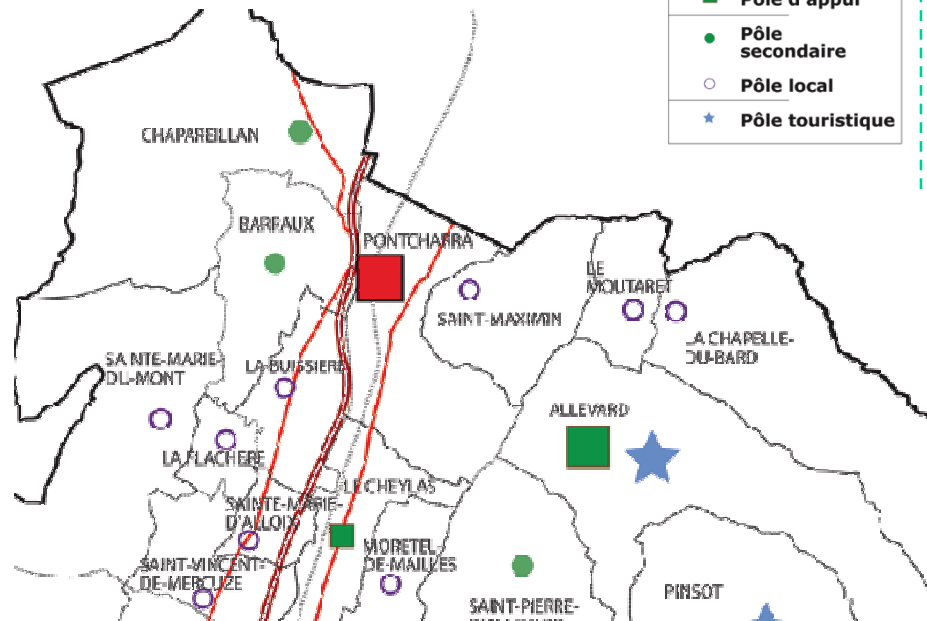 Pôle d'appui
Pôle
secondaire
Pôle local
Pôle touristique
CHAPAREILLAN
BARRAUX
PONTCHARRA
LE
MOUTARET
SAINT-MAXIMIN
LA CHAPELLE-
DU-BARD
SAINTE-MARIE-
DU-MONT
LA BUISSIERE
ALLEVARD
LA FLACHERE
LE CHEYLAS
SAINTE-MARIE-
D'ALLOIX
MORETEL
DE-MAILLES
SAINT-VINCENT-
DE-MERCUZE
PINSOT
SAINT-PIERRE-